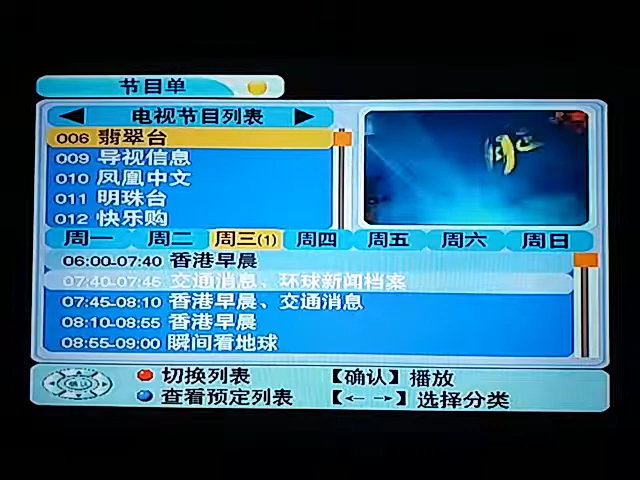 节目单
电视节目列表
006 翡翠台
009 导视信息
010 凤凰中文
011 明珠台
012 快乐购
周一 周二 周三(1) 周四 周五 周六 周日
06:00-07:40 香港早晨
07:40-07:45 交通消息、环球新闻档案
07:45-08:10 香港早晨、交通消息
08:10-08:55 香港早晨
08:55-09:00 瞬间看地球
确认 切换列表 【确认】播放
查看预定列表 【← →】选择分类